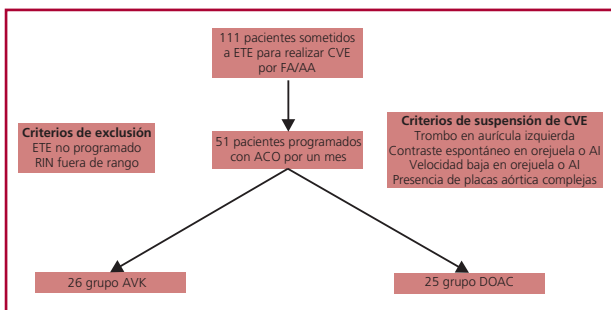 111 pacientes sometidos
a ETE para realizar CVE
por FA/AA
Criterios de exclusión
ETE no programado
RIN fuera de rango
51 pacientes programados
con ACO por un mes
Criterios de suspensión de CVE
Trombo en aurícula izquierda
Contraste espontáneo en orejuela o AI
Velocidad baja en orejuela o AI
Presencia de placas aórtica complejas
26 grupo AVK
25 grupo DOAC